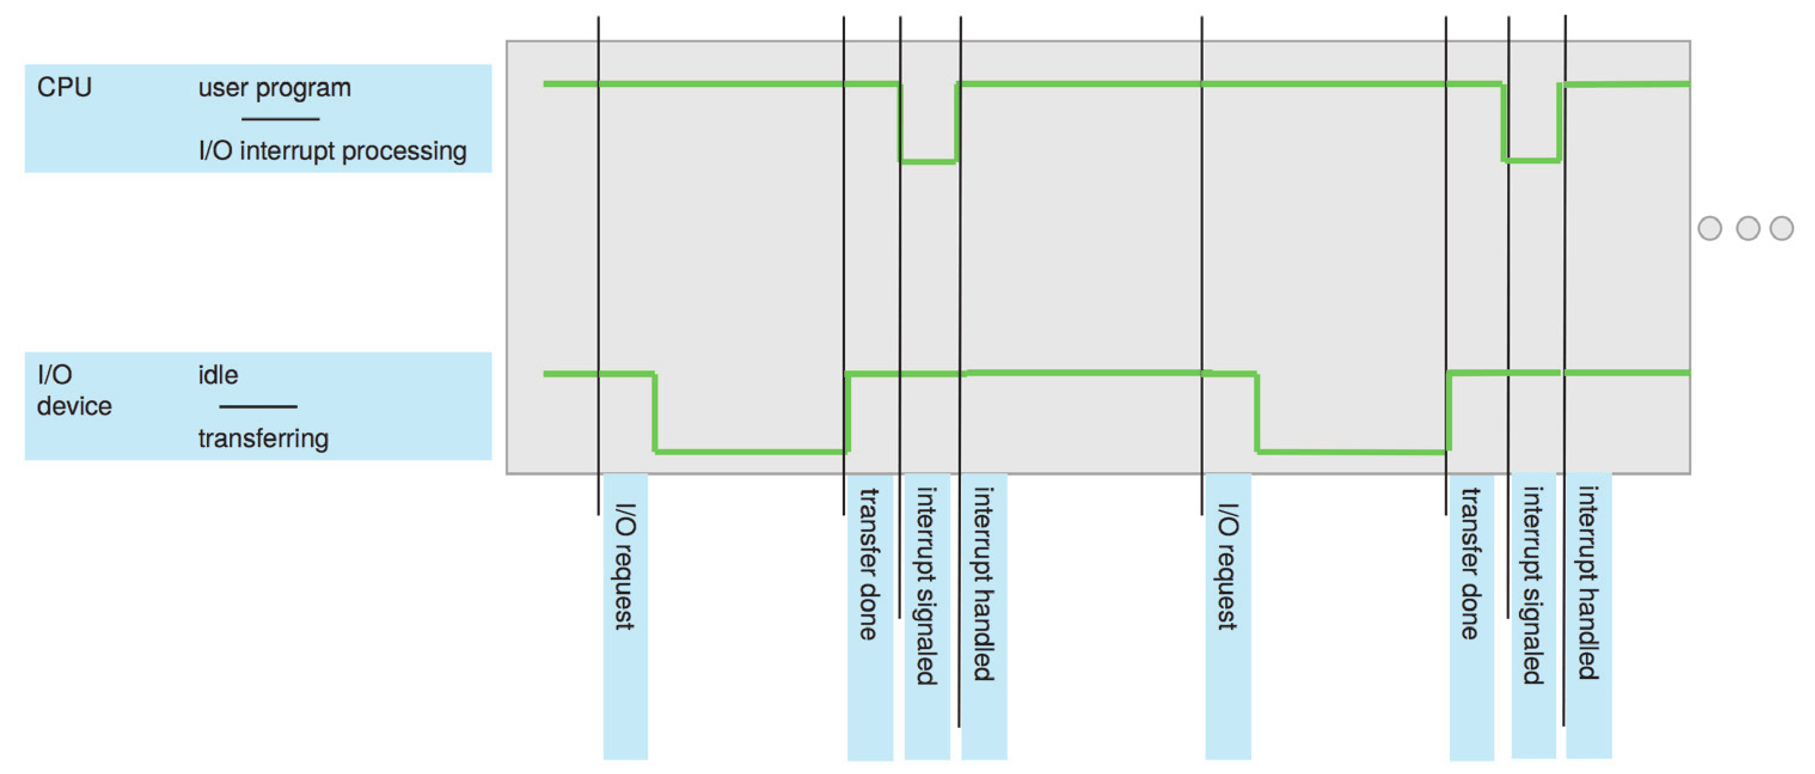 CPU
user program
I/O interrupt processing
I/O
device
idle
transferring
I/O request
transfer done
interrupt signaled
interrupt handled
I/O request
transfer done
interrupt signaled
interrupt handled